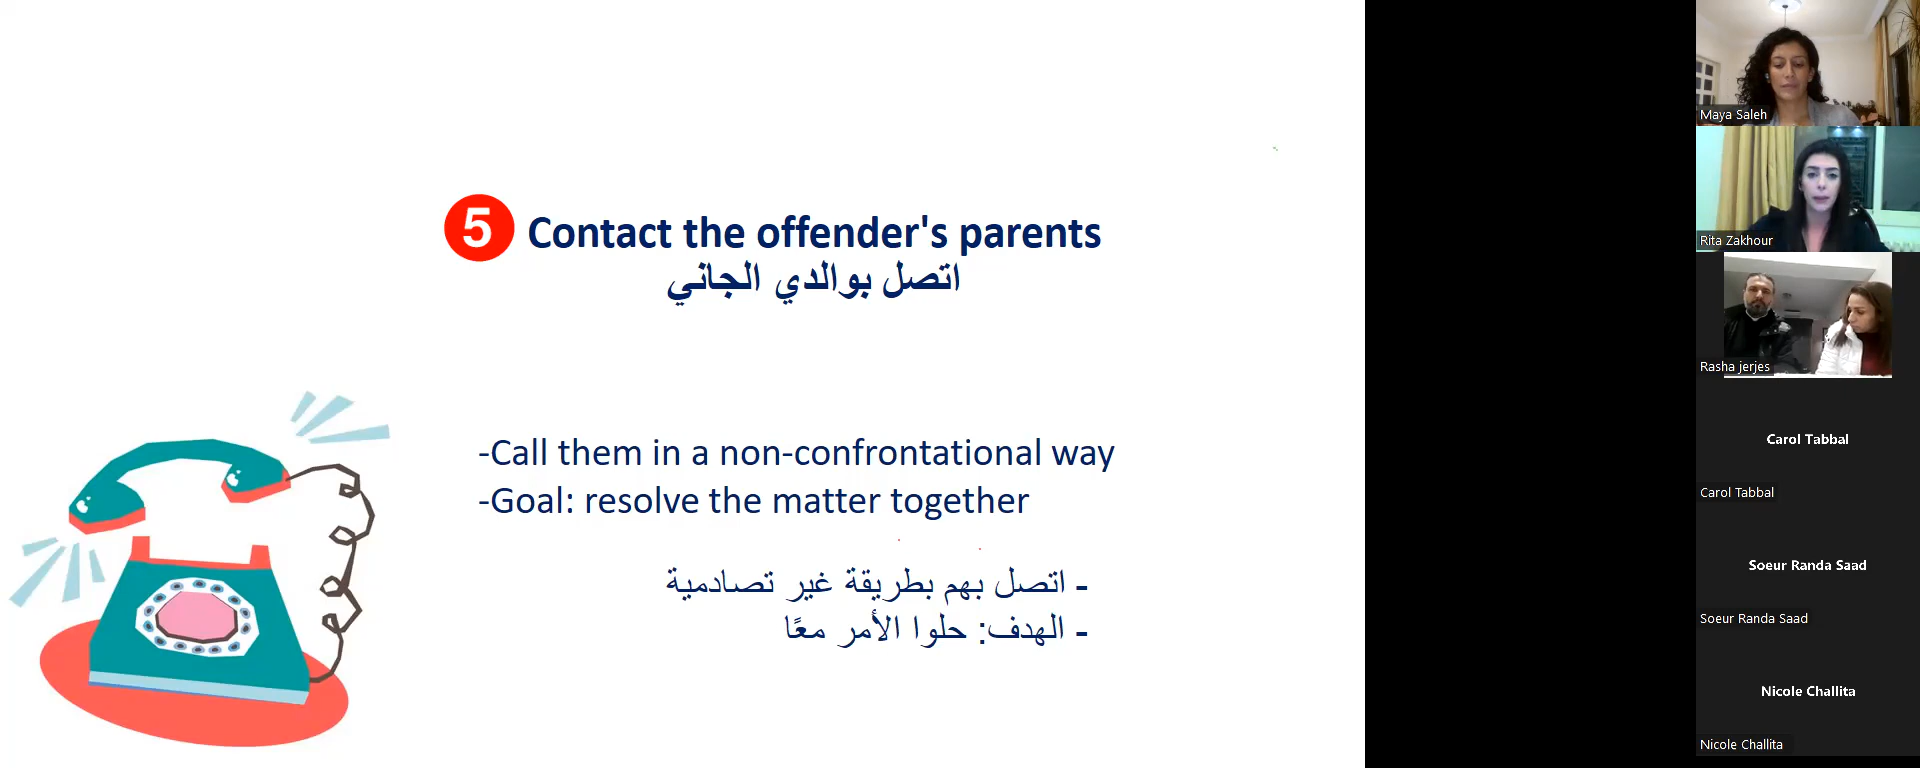 5 Contact the offender's parents
اتصل بوالدي الجاني
-Call them in a non-confrontational way
-Goal: resolve the matter together
- اتصل بهم بطريقة غير تصادمية
- الهدف: حلوا الأمر معًا
Maya Saleh
Rita Zakhour
Rasha jerjes
Carol Tabbal
Carol Tabbal
Soeur Randa Saad
Soeur Randa Saad
Nicole Challita
Nicole Challita